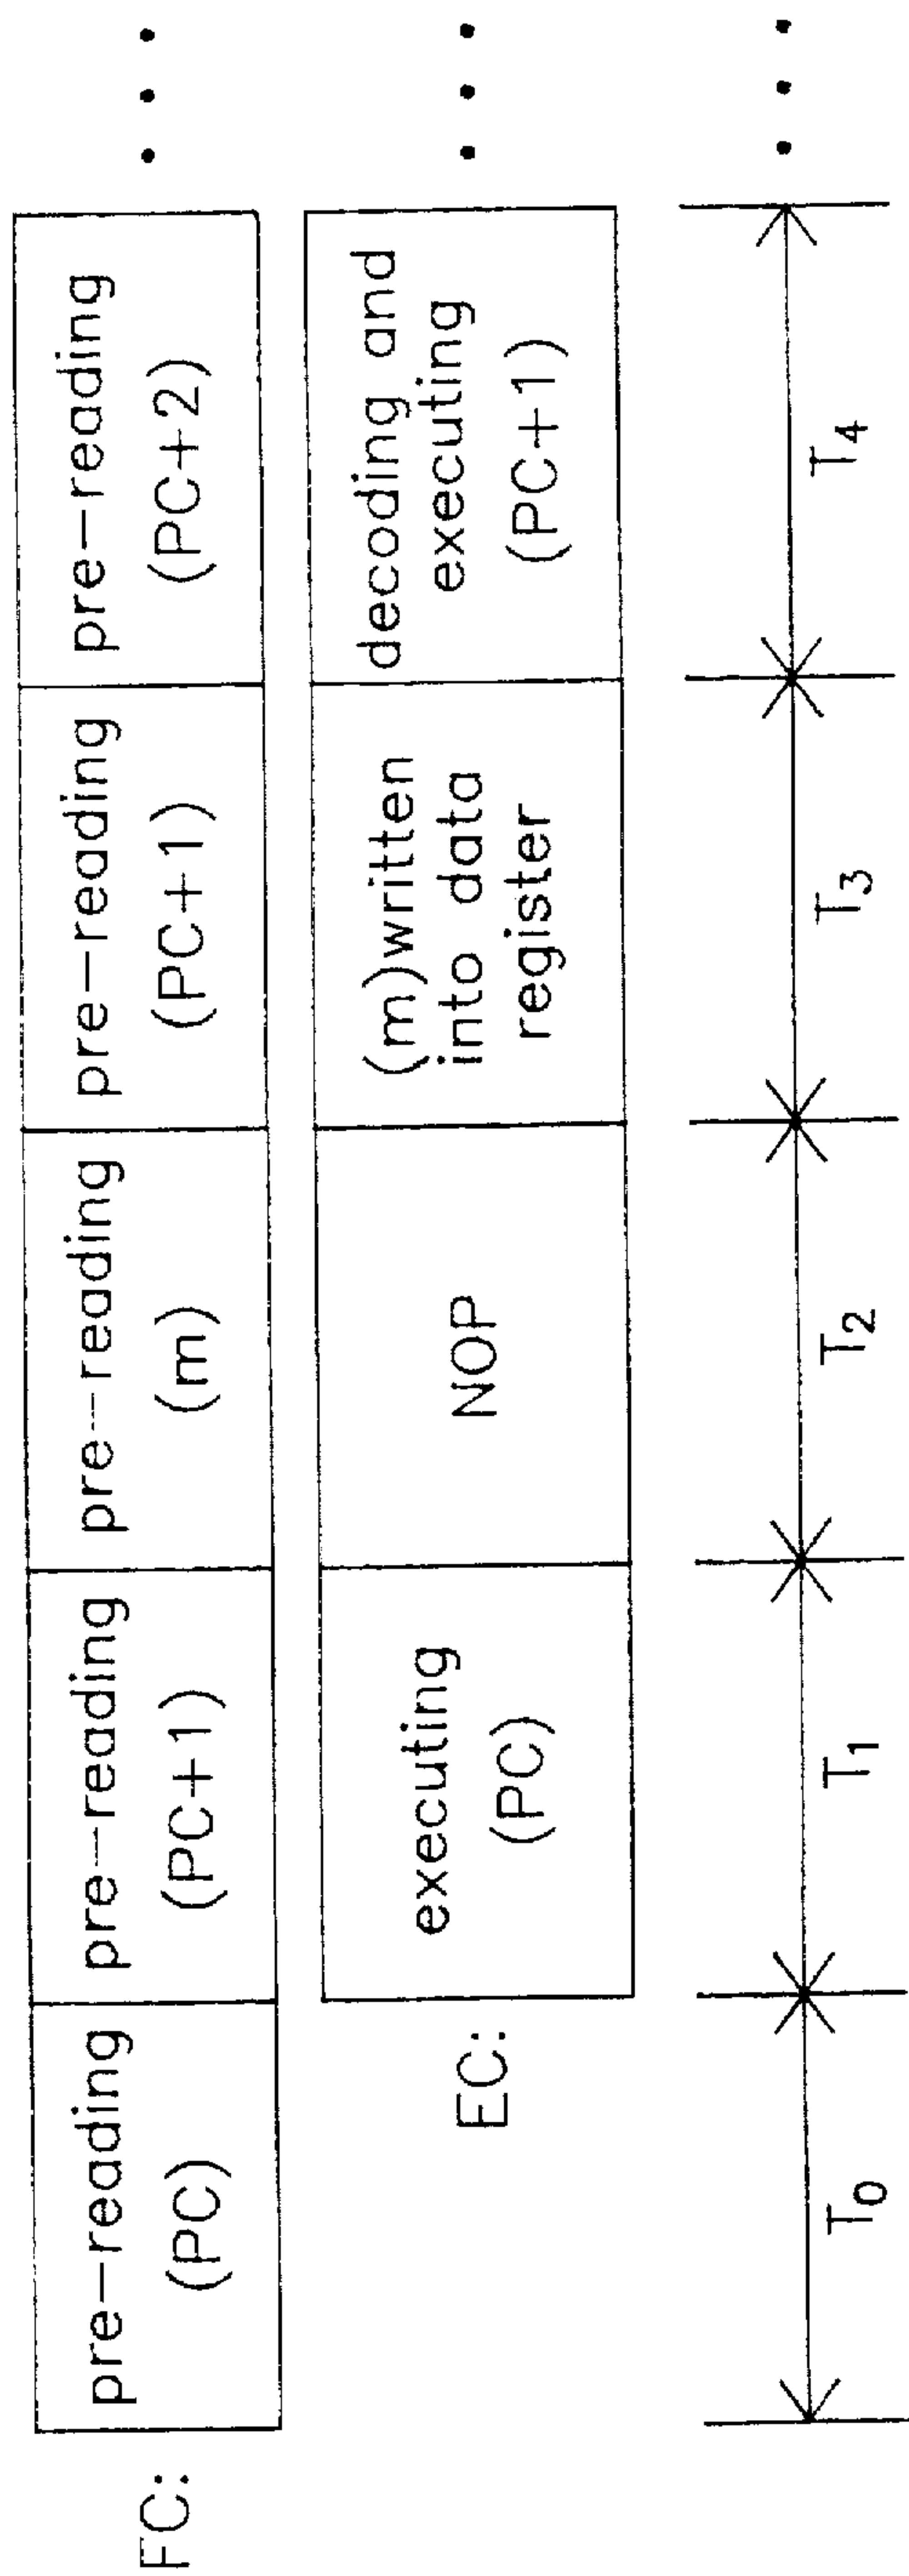 FC:
pre-reading
(PC)
pre-reading
(PC+1)
pre-reading
(m)
pre-reading
(PC+1)
pre-reading
(PC+2)
EC:
executing
(PC)
NOP
(m)written
into data
register
decoding and
executing
(PC+1)
T0
T1
T2
T3
T4